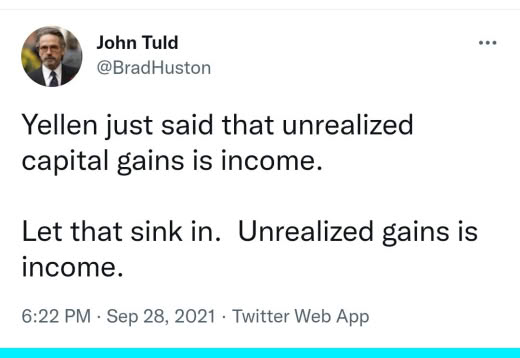 John Tuld
@BradHuston
Yellen just said that unrealized
capital gains is income.
Let that sink in.  Unrealized gains is
income.
6:22 PM · Sep 28, 2021 · Twitter Web App